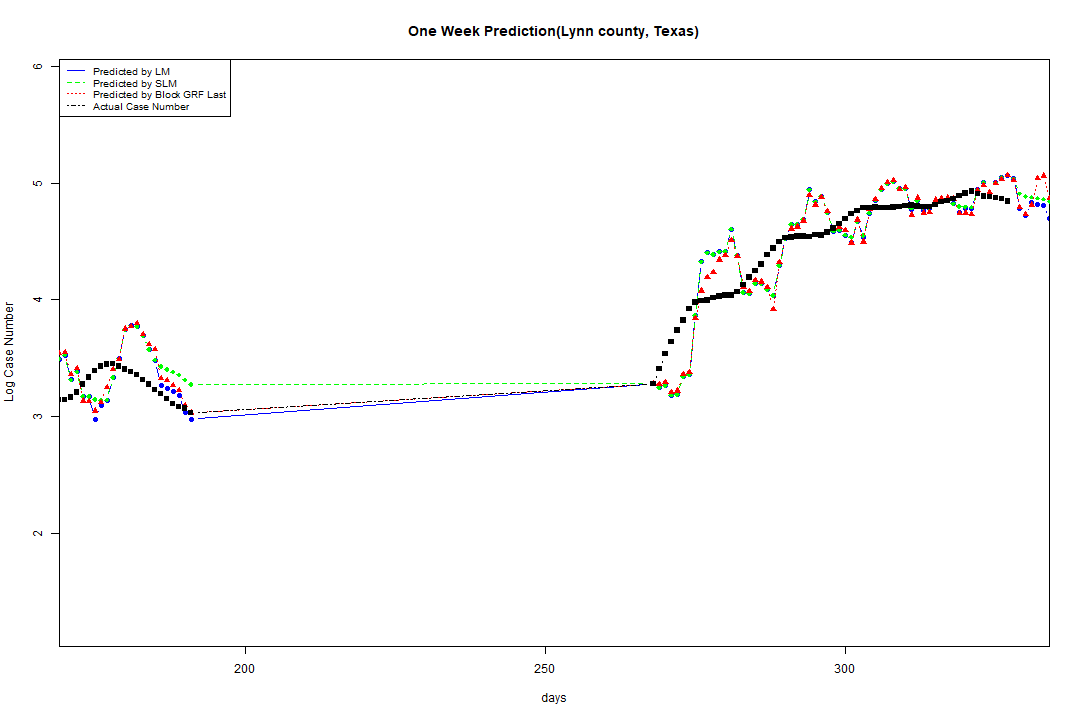 One Week Prediction(Lynn county, Texas)
Predicted by LM
Predicted by SLM
Predicted by Block GRF Last
Actual Case Number
6
5
4
3
2
Log Case Number
200
250
300
days